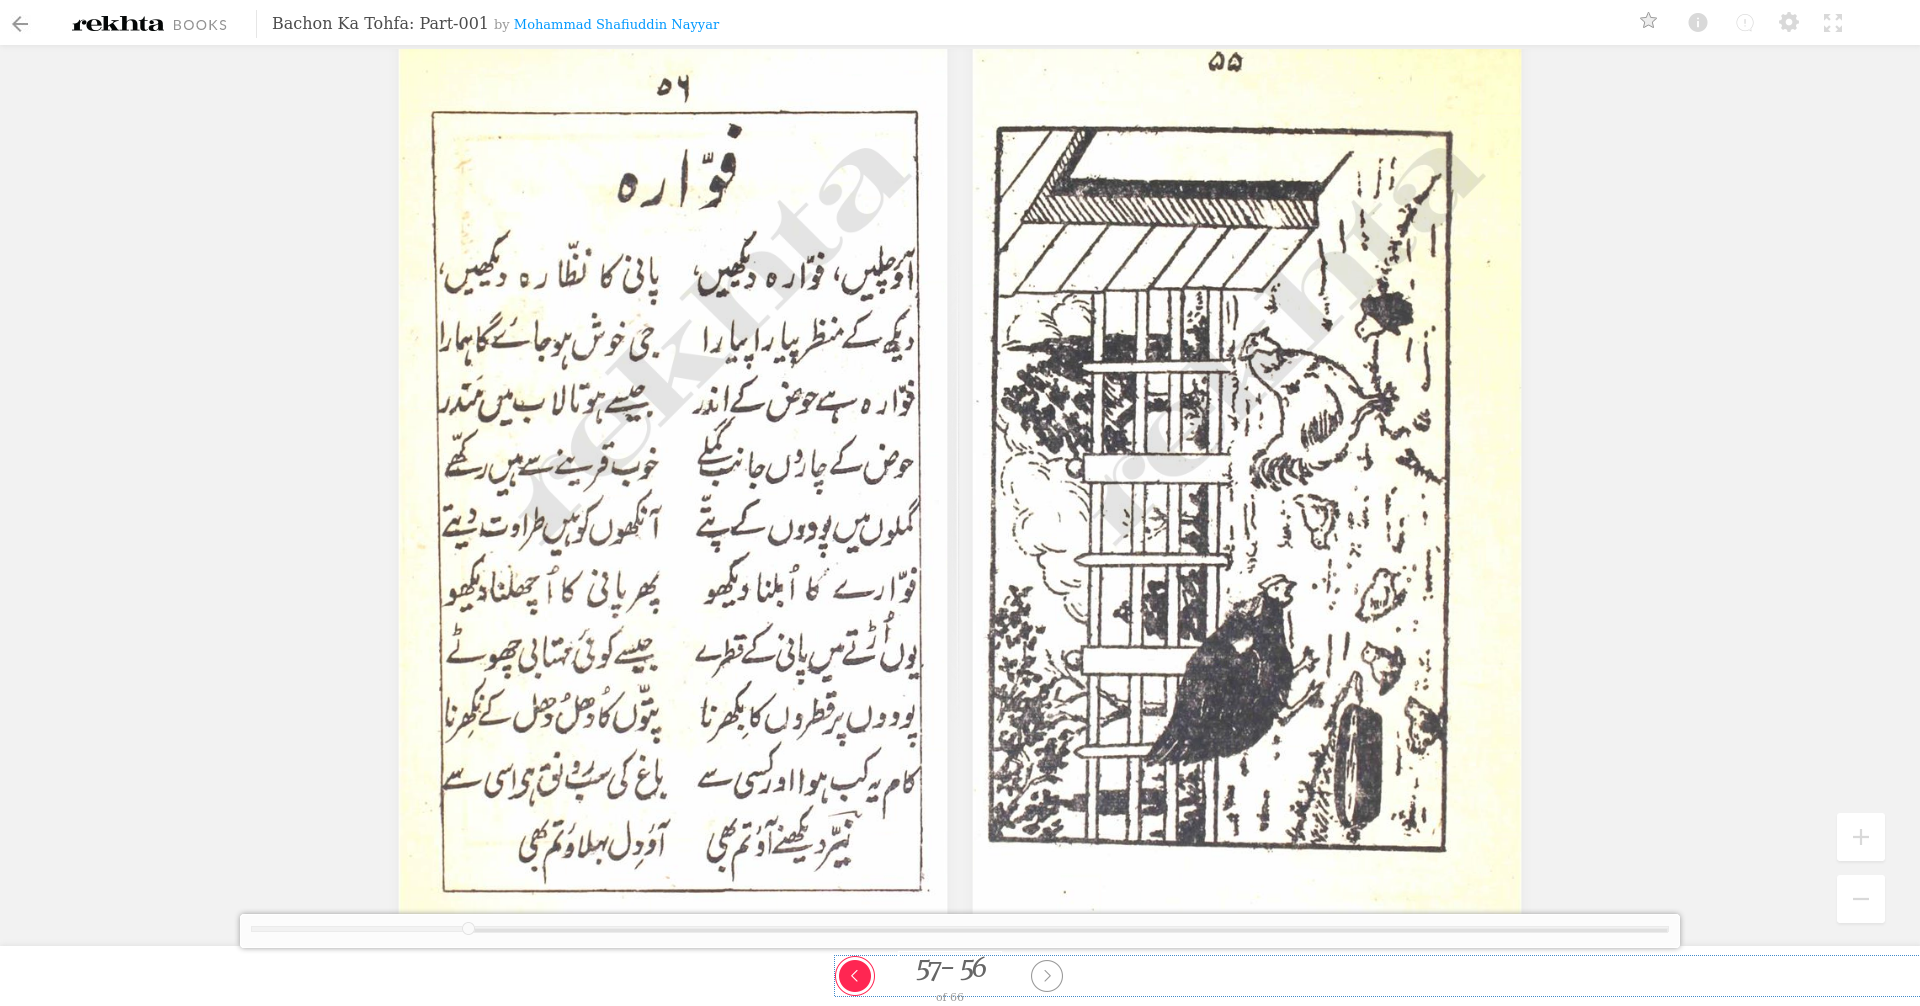 rekhta BOOKS Bachon Ka Tohfa: Part-001 by Mohammad Shafiuddin Nayyar
۵۵
۵۶
فوّارہ
آؤ چلیں، فوّارہ دیکھیں، پانی کا نظّارہ دیکھیں،
دیکھ کے منظر پیارا پیارا جی خوش ہو جائے گا ہمارا
فوّارہ ہے حوض کے اندر جیسے ہو تالاب میں مَندر
حوض کے چاروں جانب گملے خوب قرینے سے ہیں رکھّے
گملوں میں پودوں کے پتّے آنکھوں کو ہیں طراوت دیتے
فوّارے کا اُبلنا دیکھو پھر پانی کا اُچھلنا دیکھو
یوں اُڑتے میں پانی کے قطرے جیسے کوئی مہتابی چھوٹے
پودوں پر قطروں کا بِکھرنا پتّوں کا دُھل دُھل کے نِکھرنا
کام یہ کب ہوا اور کسی سے باغ کی سب رونق ہی اسی سے
نیّرؔ دیکھنے آؤ تم بھی آؤ دِل بہلاؤ تم بھی
rekhta
rekhta
57- 56
of 66